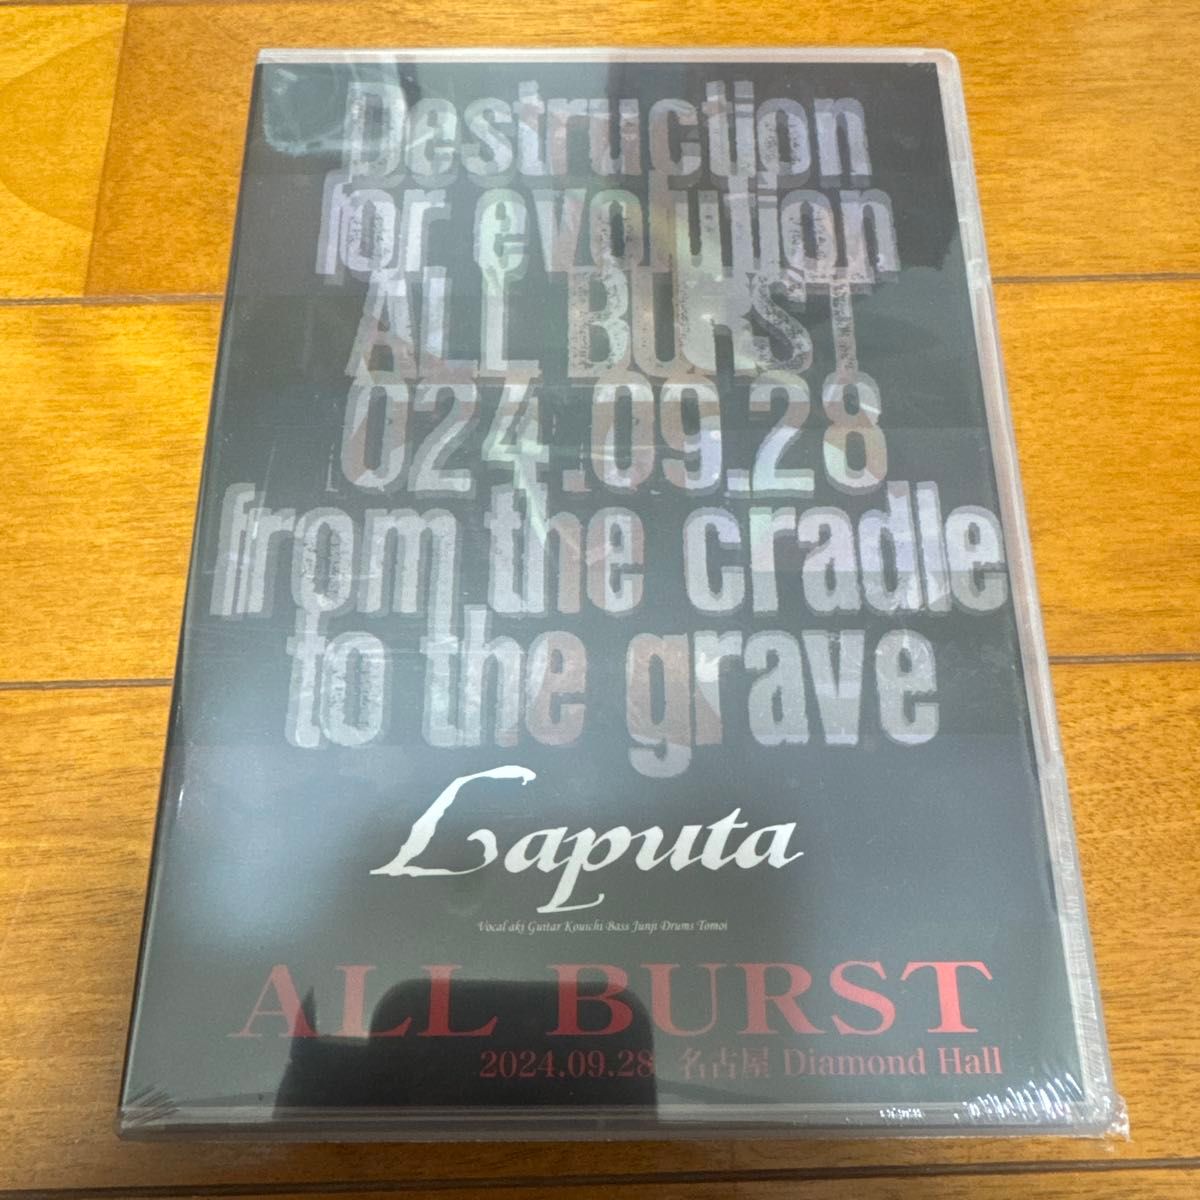 Destruction
for evolution
ALL BURST
024.09.28
from the cradle
to the grave
Laputa
Vocal aki Guitar Kouichi Bass Junji Drums Tomoi
ALL BURST
2024.09.28 名古屋 Diamond Hall